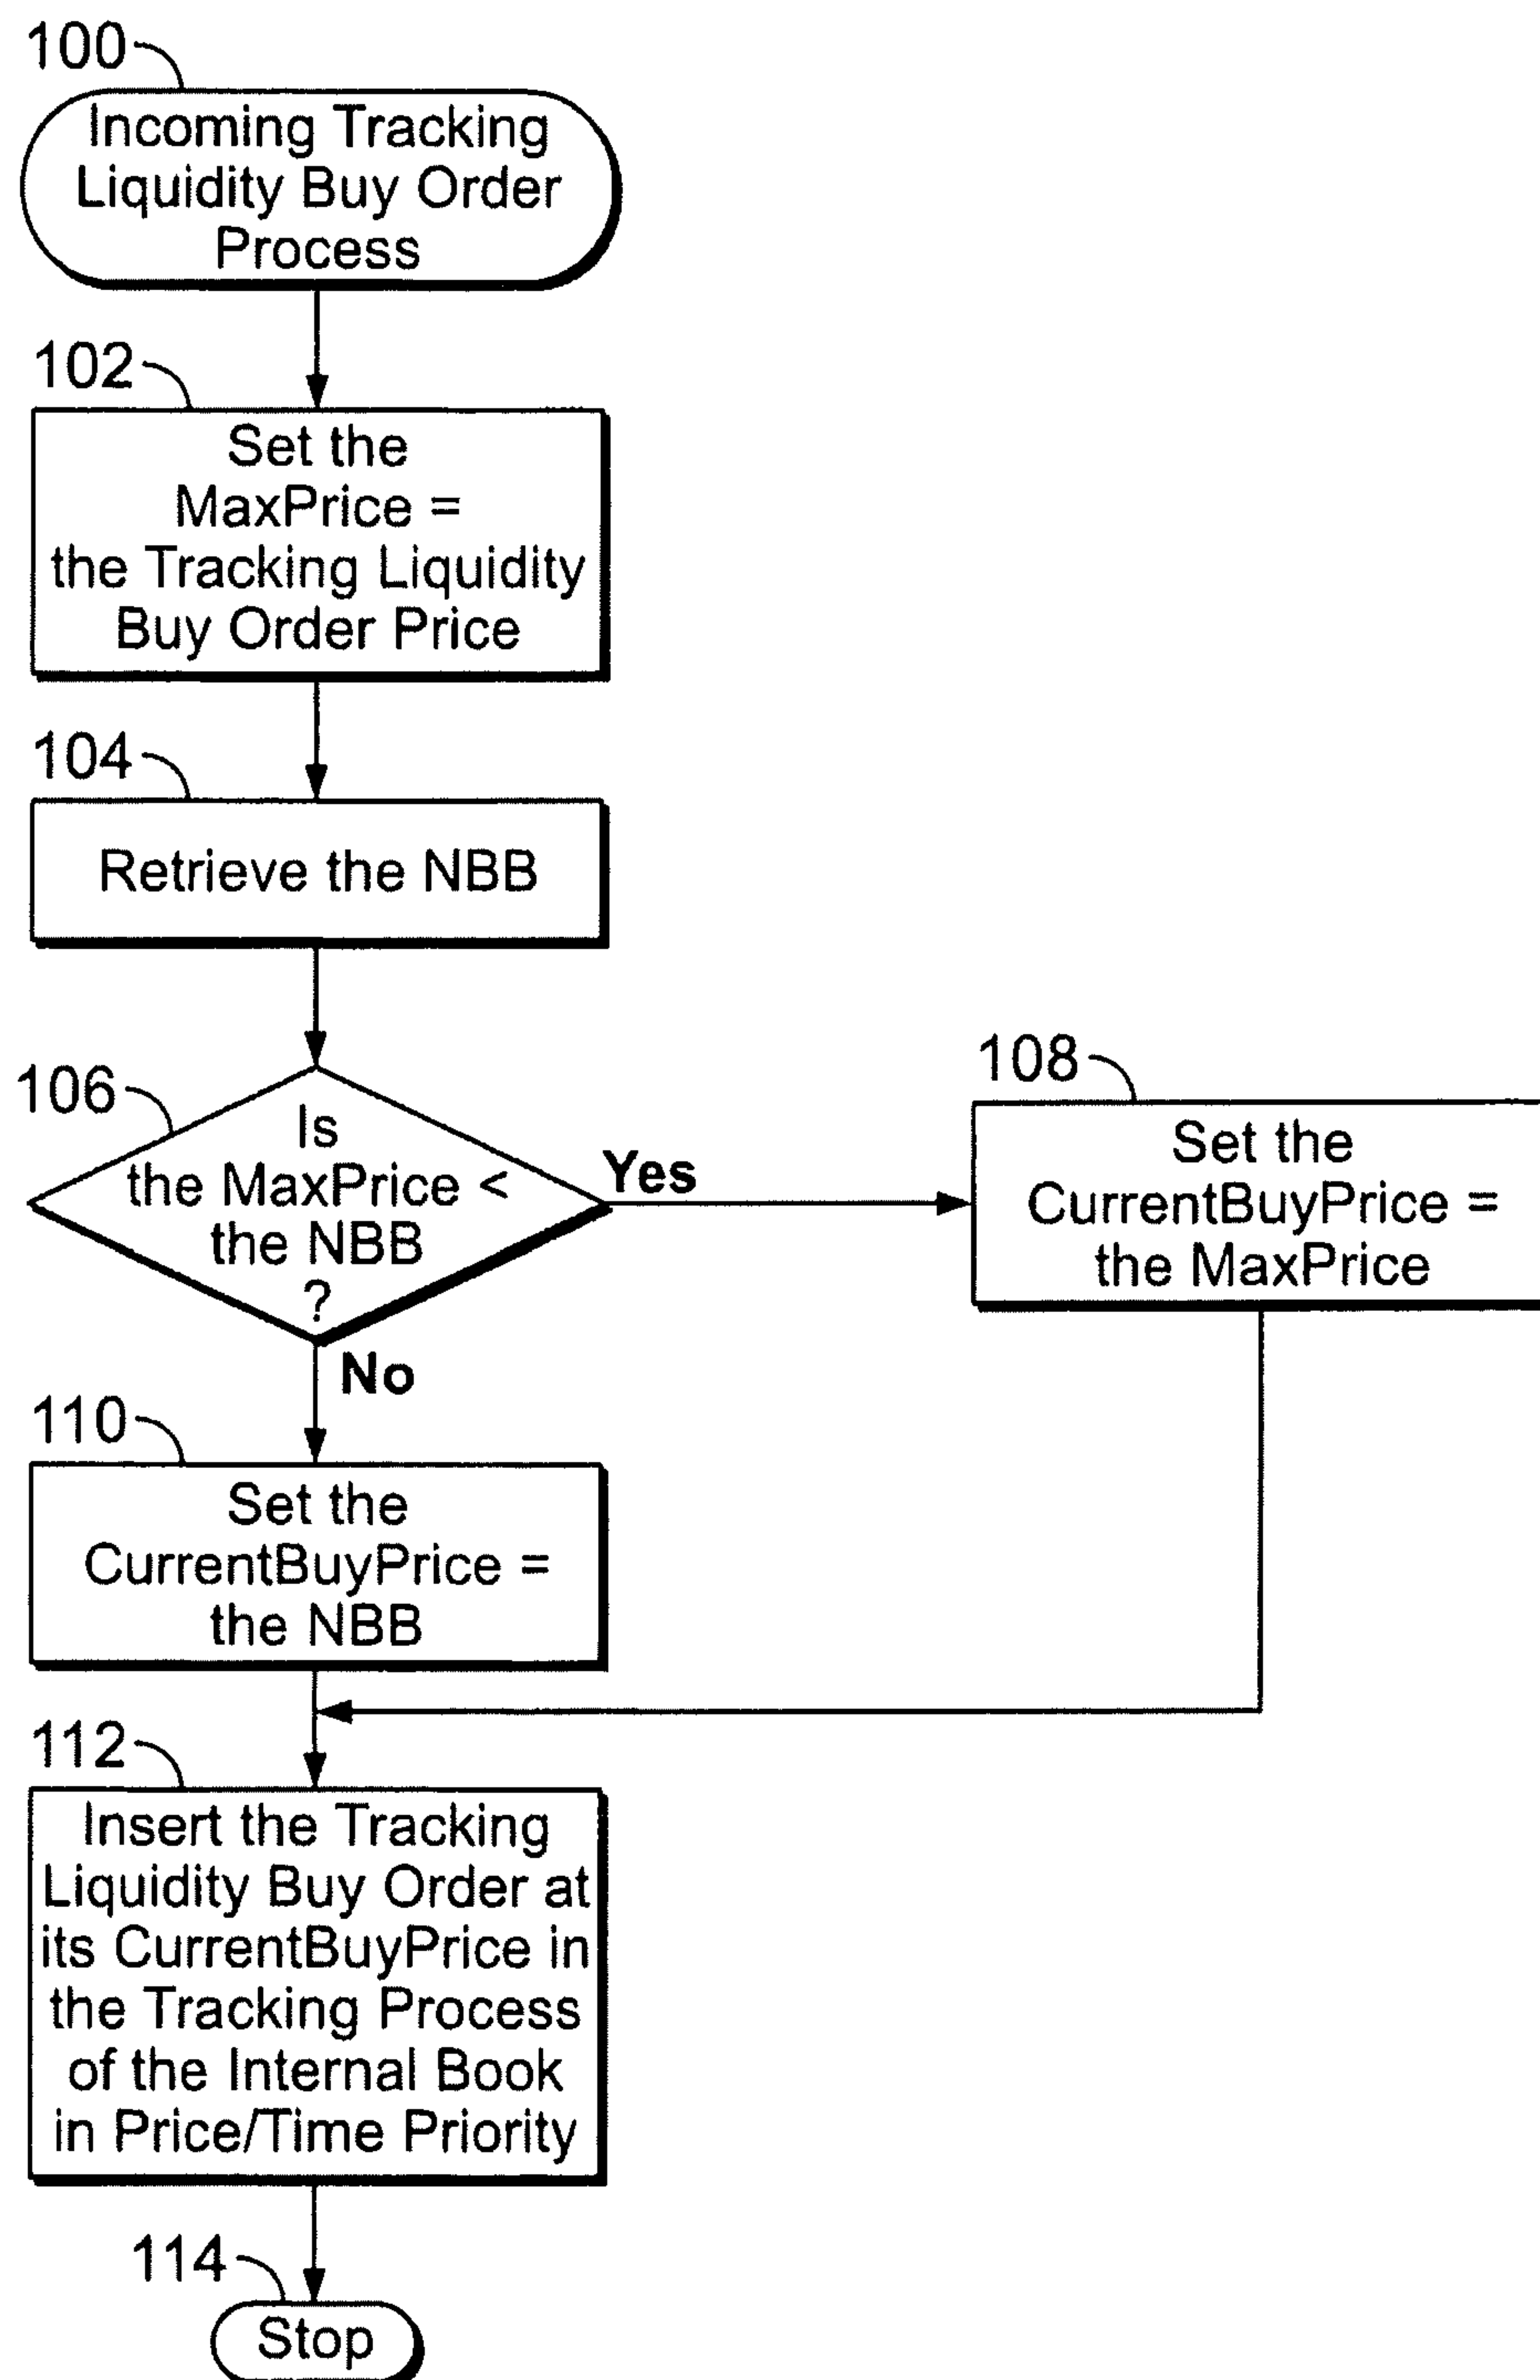 100
Incoming Tracking
Liquidity Buy Order
Process
102
Set the
MaxPrice =
the Tracking Liquidity
Buy Order Price
104
Retrieve the NBB
106
Is
the MaxPrice <
the NBB
?
Yes
108
Set the
CurrentBuyPrice =
the MaxPrice
No
110
Set the
CurrentBuyPrice =
the NBB
112
Insert the Tracking
Liquidity Buy Order at
its CurrentBuyPrice in
the Tracking Process
of the Internal Book
in Price/Time Priority
114
Stop